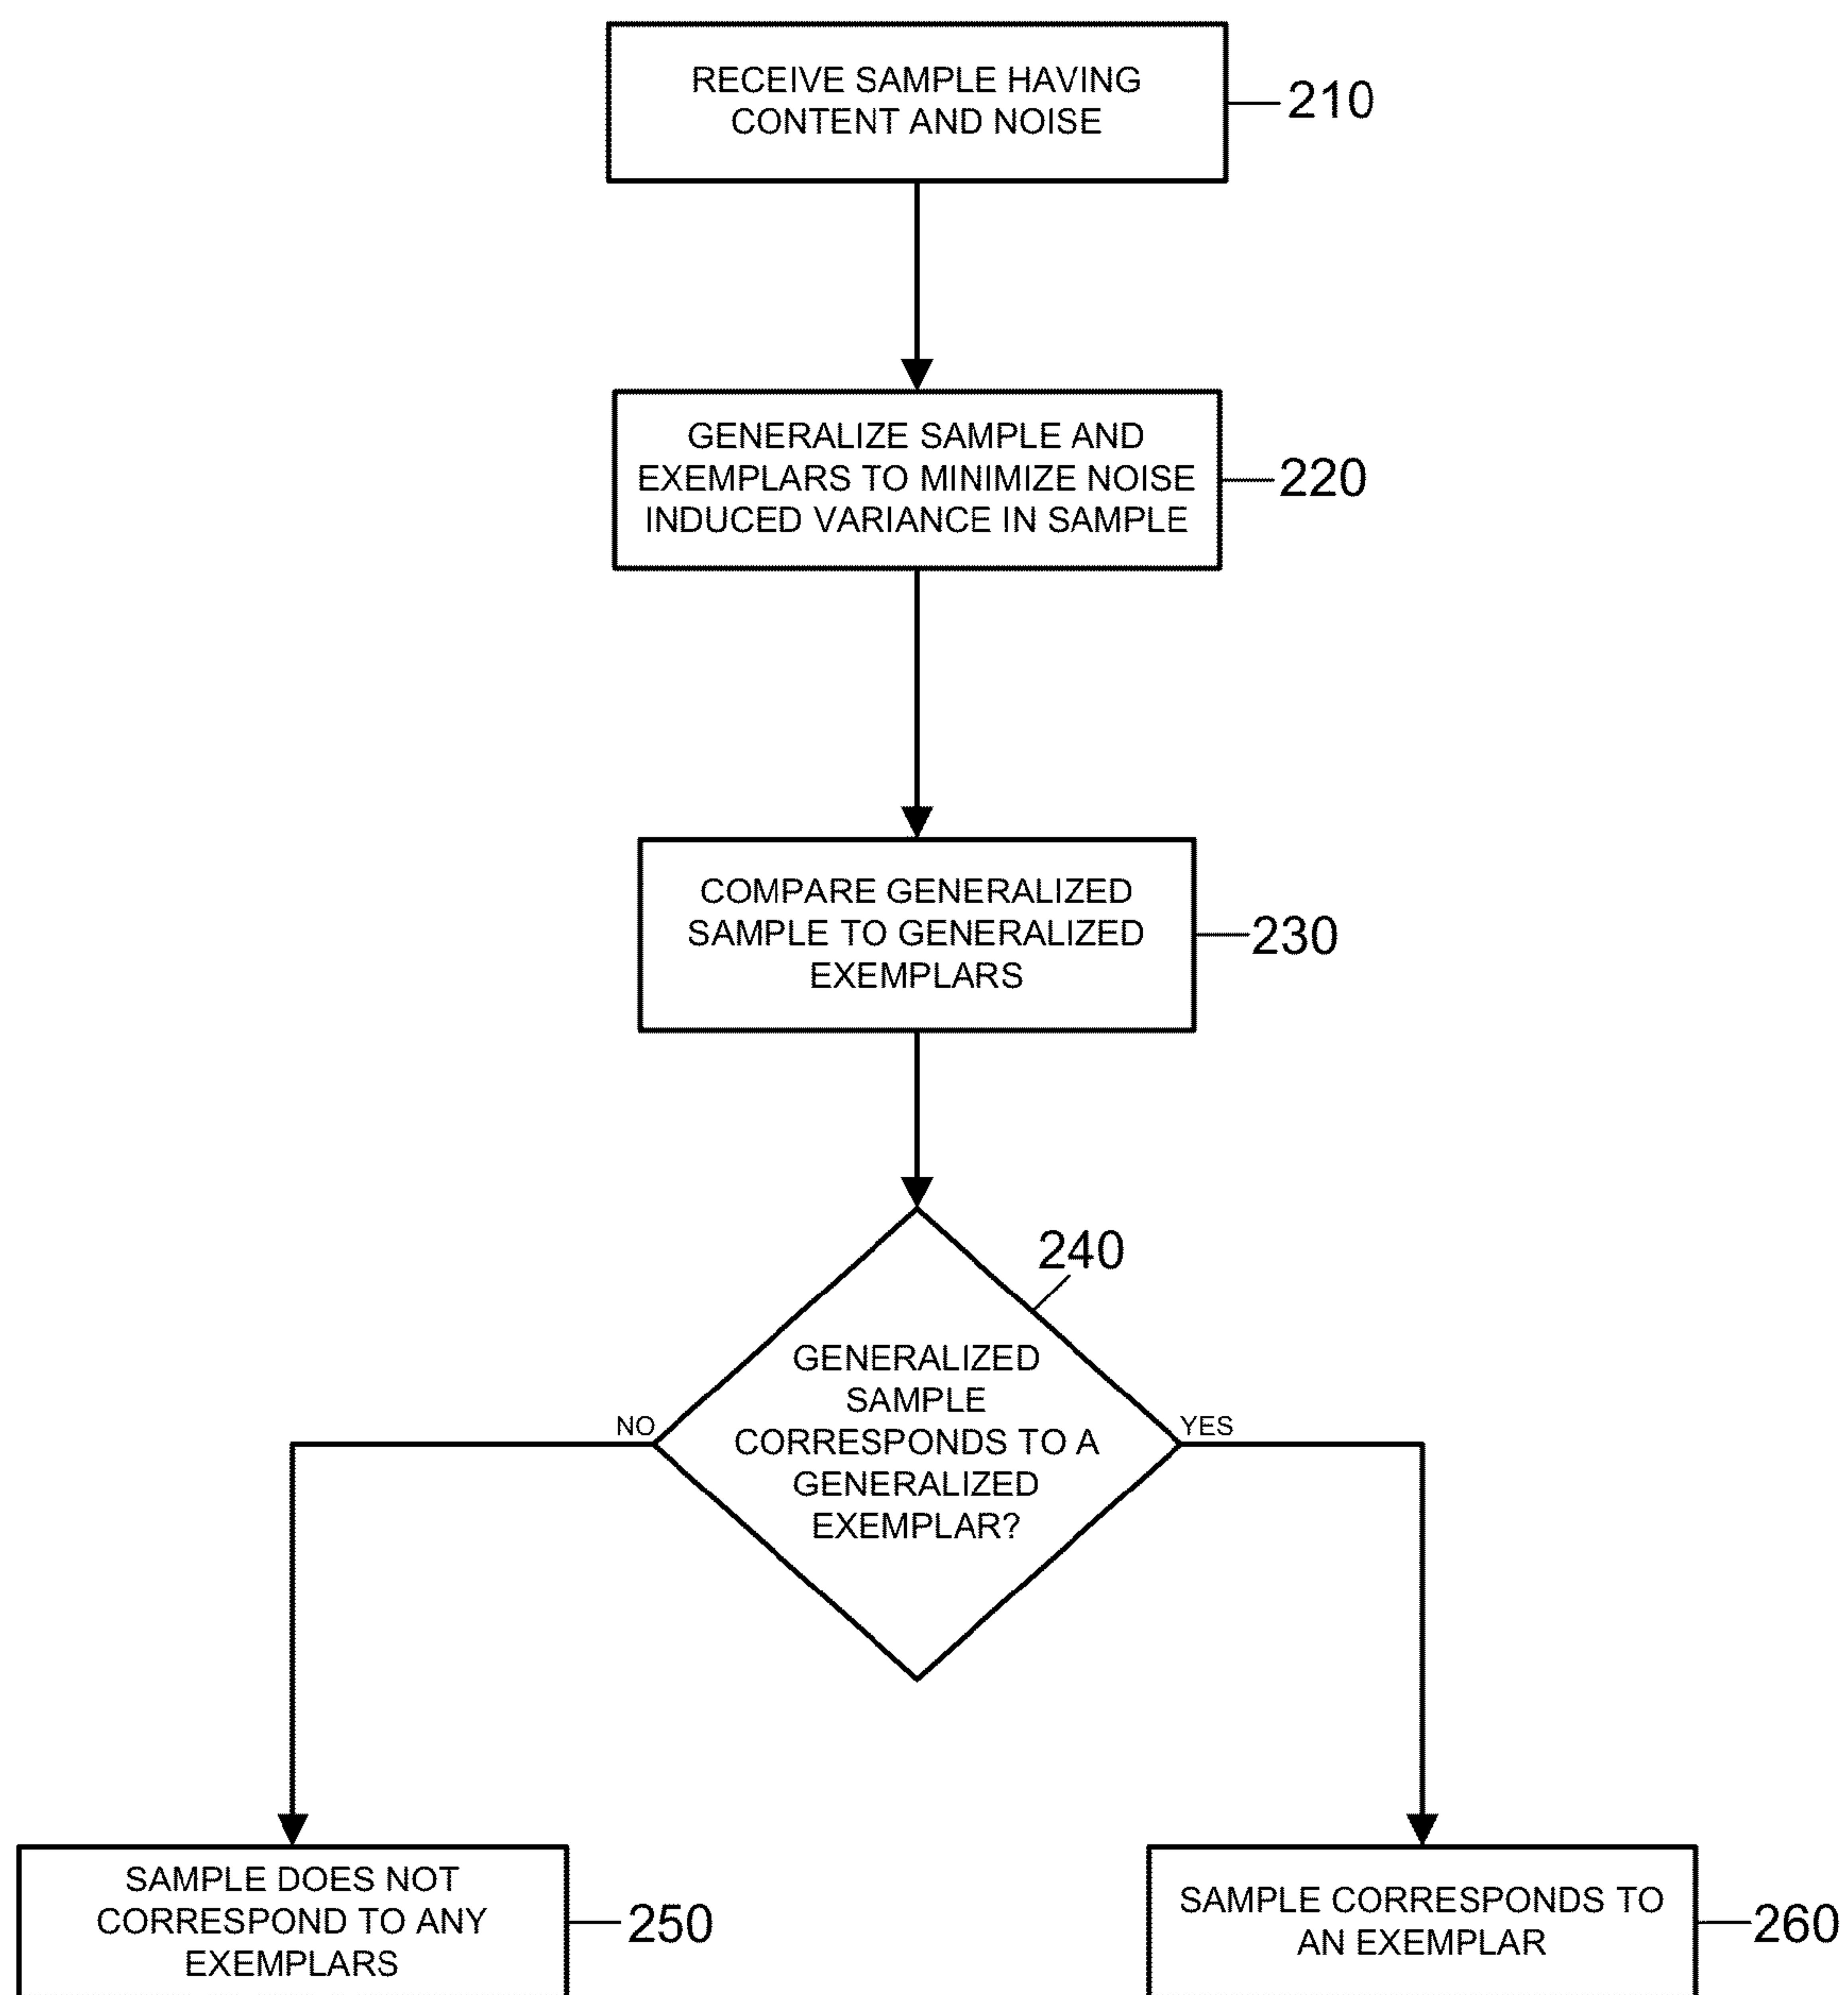 RECEIVE SAMPLE HAVING
CONTENT AND NOISE
210
GENERALIZE SAMPLE AND
EXEMPLARS TO MINIMIZE NOISE
INDUCED VARIANCE IN SAMPLE
220
COMPARE GENERALIZED
SAMPLE TO GENERALIZED
EXEMPLARS
230
240
GENERALIZED
SAMPLE
CORRESPONDS TO A
GENERALIZED
EXEMPLAR?
NO
YES
SAMPLE DOES NOT
CORRESPOND TO ANY
EXEMPLARS
250
SAMPLE CORRESPONDS TO
AN EXEMPLAR
260